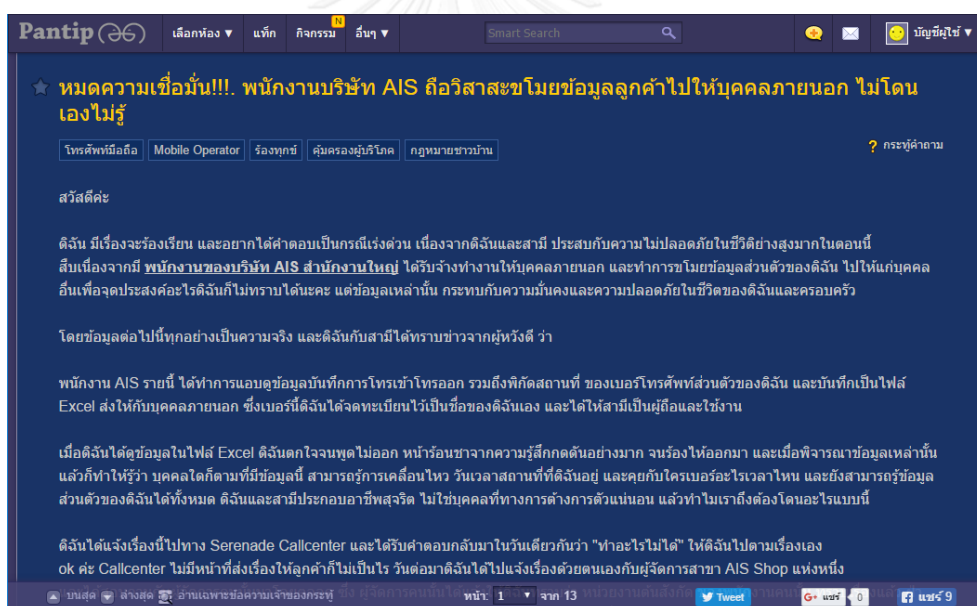 Pantip
เลือกห้อง ▼ แท็ก กิจกรรม N อื่นๆ ▼ Smart Search บัญชีผู้ใช้ ▼
หมดความเชื่อมั่น!!!. พนักงานบริษัท AIS ถือวิสาสะขโมยข้อมูลลูกค้าไปให้บุคคลภายนอก ไม่โดน
เองไม่รู้
โทรศัพท์มือถือ Mobile Operator ร้องทุกข์ คุ้มครองผู้บริโภค กฎหมายชาวบ้าน ? กระทู้คำถาม
สวัสดีค่ะ
ดิฉัน มีเรื่องจะร้องเรียน และอยากได้คำตอบเป็นกรณีเร่งด่วน เนื่องจากดิฉันและสามี ประสบกับความไม่ปลอดภัยในชีวิตอย่างสูงมากในตอนนี้
สืบเนื่องจากมี พนักงานของบริษัท AIS สำนักงานใหญ่ ได้รับจ้างทำงานให้บุคคลภายนอก และทำการขโมยข้อมูลส่วนตัวของดิฉัน ไปให้แก่บุคคล
อื่นเพื่อจุดประสงค์อะไรดิฉันก็ไม่ทราบได้นะคะ แต่ข้อมูลเหล่านั้น กระทบกับความมั่นคงและความปลอดภัยในชีวิตของดิฉันและครอบครัว
โดยข้อมูลต่อไปนี้ทุกอย่างเป็นความจริง และดิฉันกับสามีได้ทราบข่าวจากผู้หวังดี ว่า
พนักงาน AIS รายนี้ ได้ทำการแอบดูข้อมูลบันทึกการโทรเข้าโทรออก รวมถึงพิกัดสถานที่ ของเบอร์โทรศัพท์ส่วนตัวของดิฉัน และบันทึกเป็นไฟล์
Excel ส่งให้กับบุคคลภายนอก ซึ่งเบอร์นี้ดิฉันได้จดทะเบียนไว้เป็นชื่อของดิฉันเอง และได้ให้สามีเป็นผู้ถือและใช้งาน
เมื่อดิฉันได้ดูข้อมูลในไฟล์ Excel ดิฉันตกใจจนพูดไม่ออก หน้าร้อนชาจากความรู้สึกกดดันอย่างมาก จนร้องไห้ออกมา และเมื่อพิจารณาข้อมูลเหล่านั้น
แล้วก็ทำให้รู้ว่า บุคคลใดก็ตามที่มีข้อมูลนี้ สามารถรู้การเคลื่อนไหว วันเวลาสถานที่ที่ดิฉันอยู่ และคุยกับใครเบอร์อะไรเวลาไหน และยังสามารถรู้ข้อมูล
ส่วนตัวของดิฉันได้ทั้งหมด ดิฉันและสามีประกอบอาชีพสุจริต ไม่ใช่บุคคลที่ทางการต้องการตัวแน่นอน แล้วทำไมเราถึงต้องโดนอะไรแบบนี้
ดิฉันได้แจ้งเรื่องนี้ไปทาง Serenade Callcenter และได้รับคำตอบกลับมาในวันเดียวกันว่า "ทำอะไรไม่ได้" ให้ดิฉันไปตามเรื่องเอง
ok ค่ะ Callcenter ไม่มีหน้าที่ส่งเรื่องให้ลูกค้าก็ไม่เป็นไร วันต่อมาดิฉันได้ไปแจ้งเรื่องด้วยตนเองกับผู้จัดการสาขา AIS Shop แห่งหนึ่ง
บนสุด ล่างสุด อ่านเฉพาะข้อความเจ้าของกระทู้ หน้า: 1 ▼ จาก 13 Tweet G+ แชร์ 0 แชร์ 9